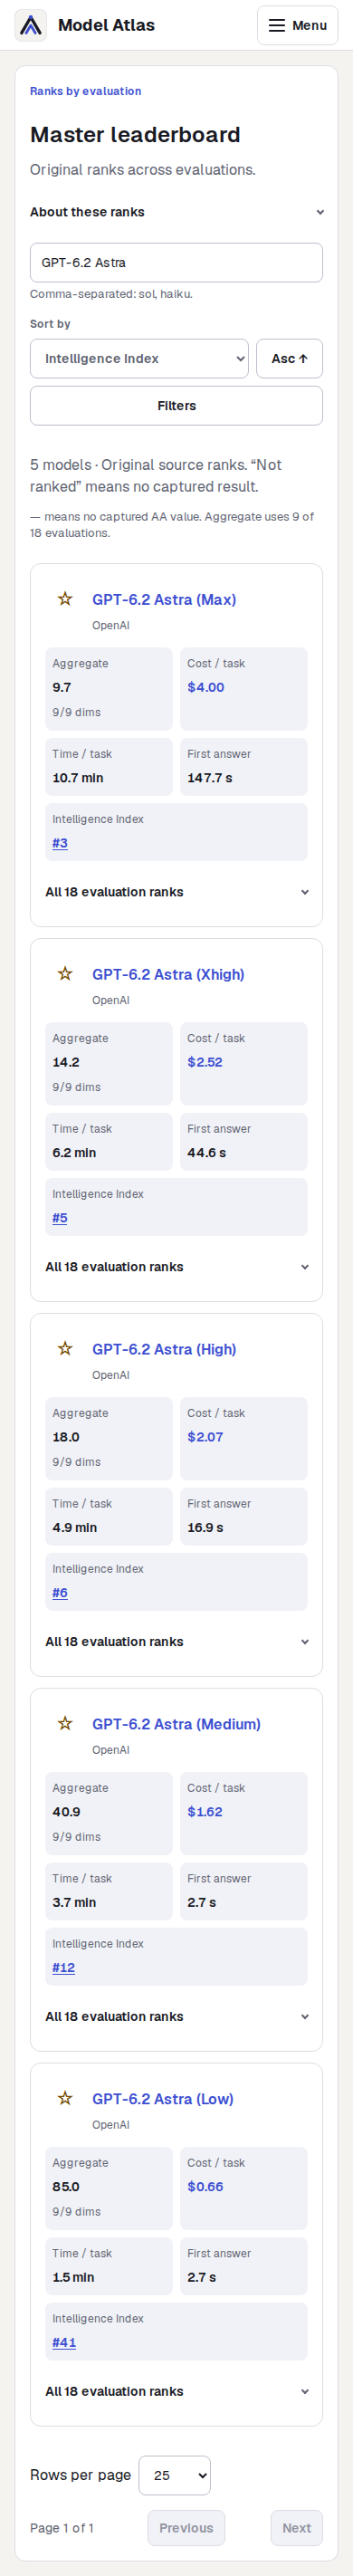 Model Atlas
Menu
Ranks by evaluation
Master leaderboard
Original ranks across evaluations.
About these ranks
GPT-6.2 Astra
Comma-separated: sol, haiku.
Sort by
Intelligence Index
Asc ↑
Filters
5 models · Original source ranks. “Not
ranked” means no captured result.
— means no captured AA value. Aggregate uses 9 of
18 evaluations.
☆ GPT-6.2 Astra (Max)
OpenAI
Aggregate
9.7
9/9 dims
Cost / task
$4.00
Time / task
10.7 min
First answer
147.7 s
Intelligence Index
#3
All 18 evaluation ranks
☆ GPT-6.2 Astra (Xhigh)
OpenAI
Aggregate
14.2
9/9 dims
Cost / task
$2.52
Time / task
6.2 min
First answer
44.6 s
Intelligence Index
#5
All 18 evaluation ranks
☆ GPT-6.2 Astra (High)
OpenAI
Aggregate
18.0
9/9 dims
Cost / task
$2.07
Time / task
4.9 min
First answer
16.9 s
Intelligence Index
#6
All 18 evaluation ranks
☆ GPT-6.2 Astra (Medium)
OpenAI
Aggregate
40.9
9/9 dims
Cost / task
$1.62
Time / task
3.7 min
First answer
2.7 s
Intelligence Index
#12
All 18 evaluation ranks
☆ GPT-6.2 Astra (Low)
OpenAI
Aggregate
85.0
9/9 dims
Cost / task
$0.66
Time / task
1.5 min
First answer
2.7 s
Intelligence Index
#41
All 18 evaluation ranks
Rows per page 25
Page 1 of 1
Previous
Next